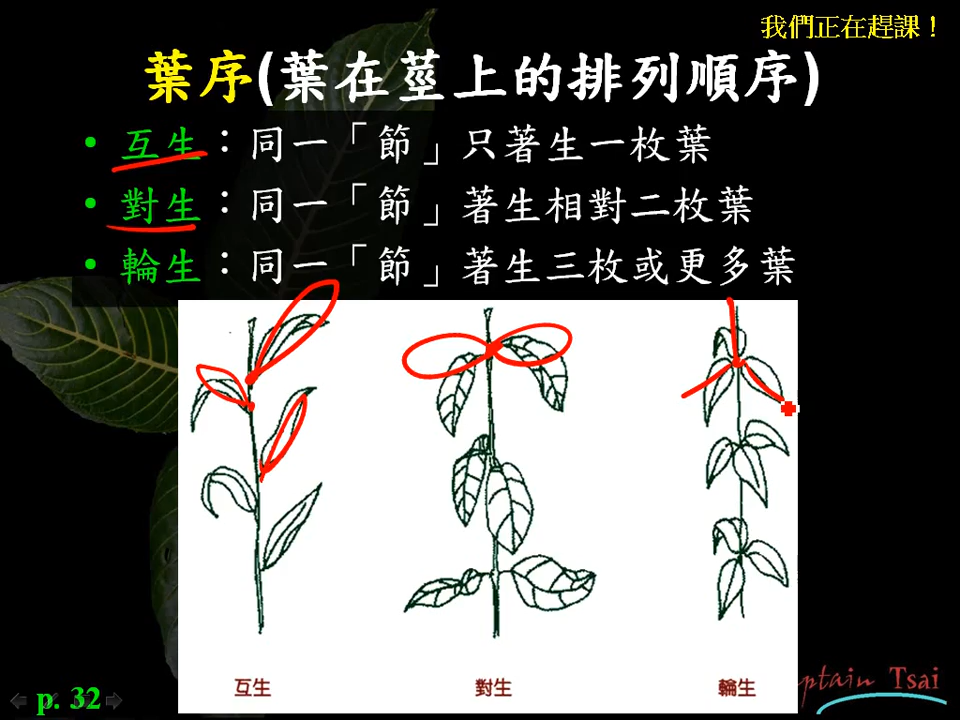 我們正在趕課！
葉序(葉在莖上的排列順序)
• 互生：同一「節」只著生一枚葉
• 對生：同一「節」著生相對二枚葉
• 輪生：同一「節」著生三枚或更多葉
互生 對生 輪生
p. 32 ptain Tsai